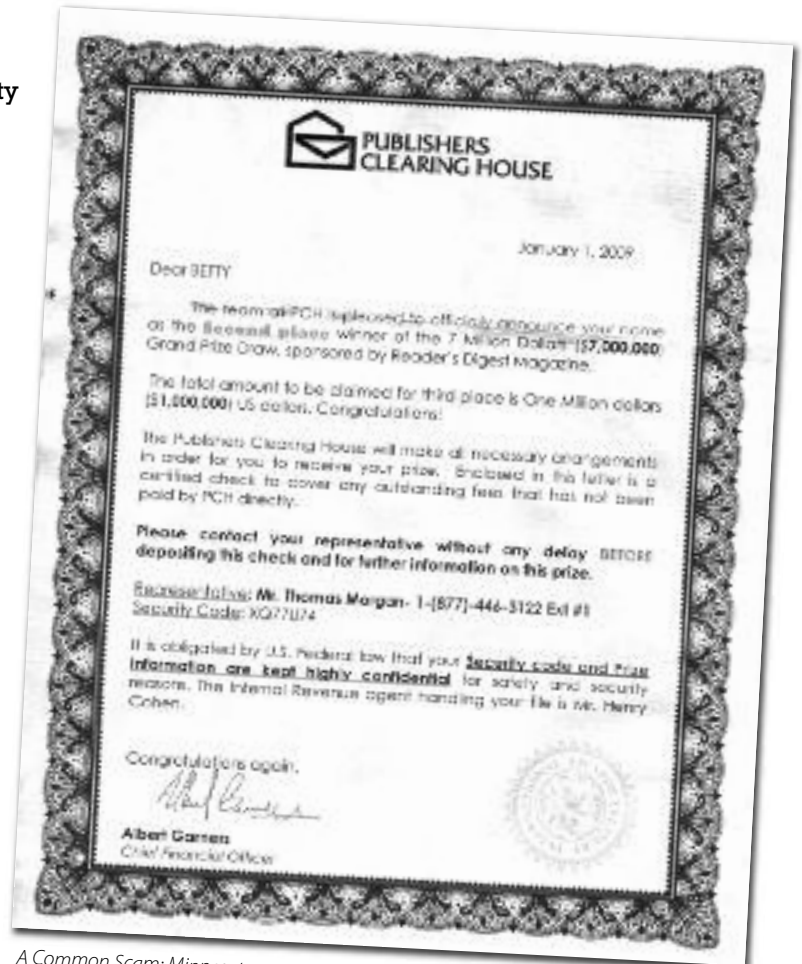 ty
PUBLISHERS
CLEARING HOUSE
January 1, 2009
Dear BETTY
The team at PCH is pleased to officially announce your name
as the Second place winner of the 7 Million Dollars ($7,000,000)
Grand Prize Draw, sponsored by Reader's Digest Magazine.
The total amount to be claimed for third place is One Million dollars
($1,000,000) US dollars. Congratulations!
The Publishers Clearing House will make all necessary arrangements
in order for you to receive your prize. Enclosed in this letter is a
certified check to cover any outstanding fees that has not been
paid by PCH directly.
Please contact your representative without any delay BEFORE
depositing this check and for further information on this prize.
Representative: Mr. Thomas Morgan- 1-(877)-446-3122 Ext #1
Security Code: XQ77U74
It is obligated by U.S. Federal law that your Security code and Prize
information are kept highly confidential for safety and security
reasons. The Internal Revenue agent handling your file is Mr. Henry
Cohen.
Congratulations again,
Albert Garners
Chief Financial Officer
A Common Scam: